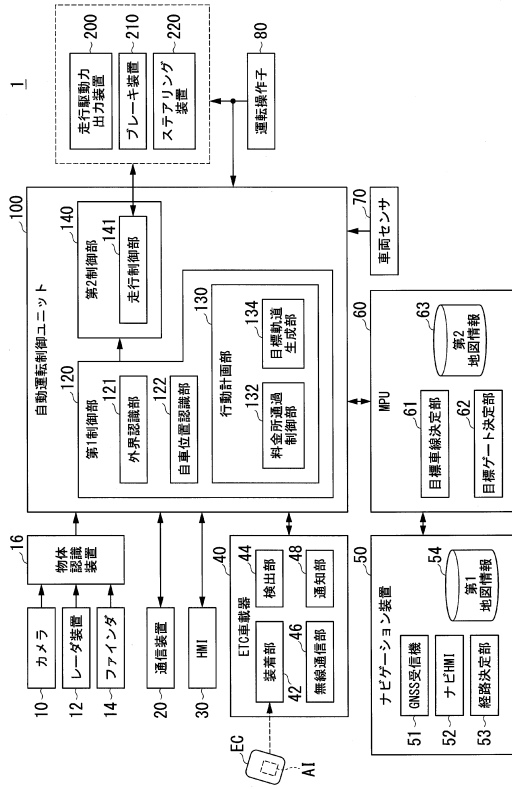 1
カメラ
10
レーダ装置
12
ファインダ
14
物体
認識
装置
16
通信装置
20
HMI
30
自動運転制御ユニット
100
第1制御部
120
外界認識部
121
自車位置認識部
122
行動計画部
130
料金所通過
制御部
132
目標軌道
生成部
134
第2制御部
140
走行制御部
141
走行駆動力
出力装置
200
ブレーキ装置
210
ステアリング
装置
220
運転操作子
80
車両センサ
70
ETC車載器
40
装着部
42
検出部
44
無線通信部
46
通知部
48
EC
AI
ナビゲーション装置
50
GNSS受信機
51
ナビHMI
52
経路決定部
53
第1
地図情報
54
MPU
60
目標車線決定部
61
目標ゲート決定部
62
第2
地図情報
63